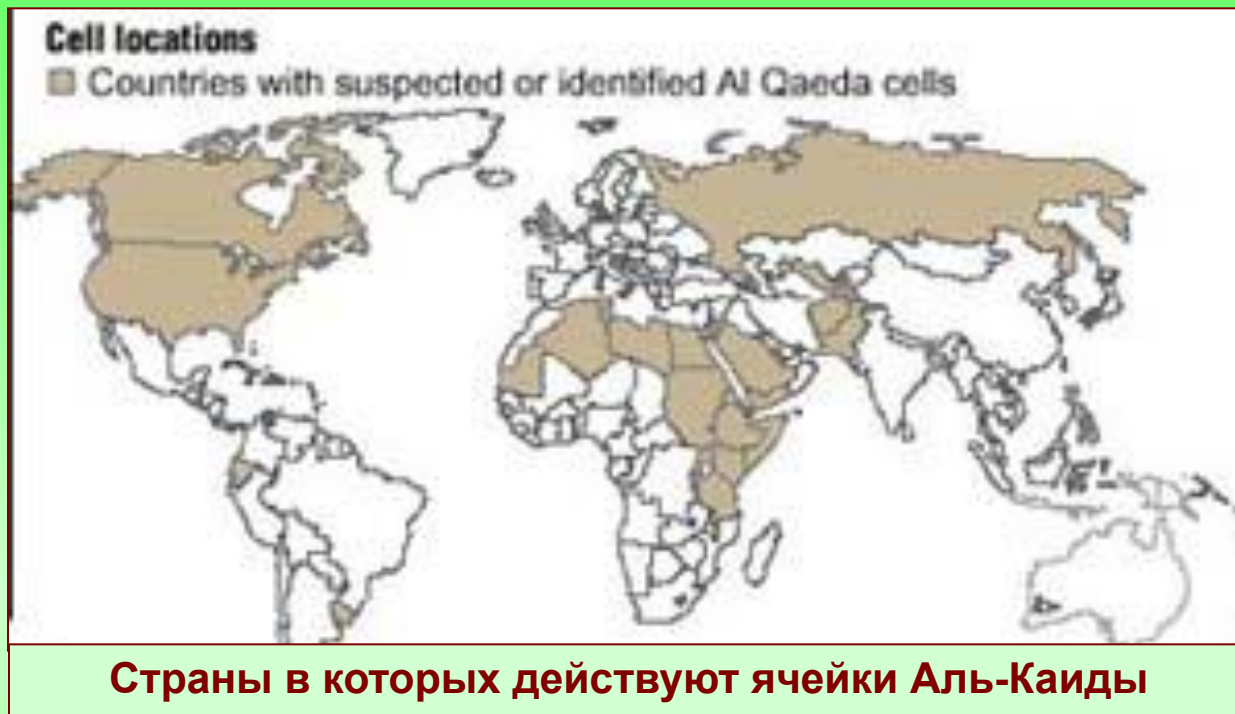 Cell locations
Countries with suspected or identified Al Qaeda cells
Страны в которых действуют ячейки Аль-Каиды